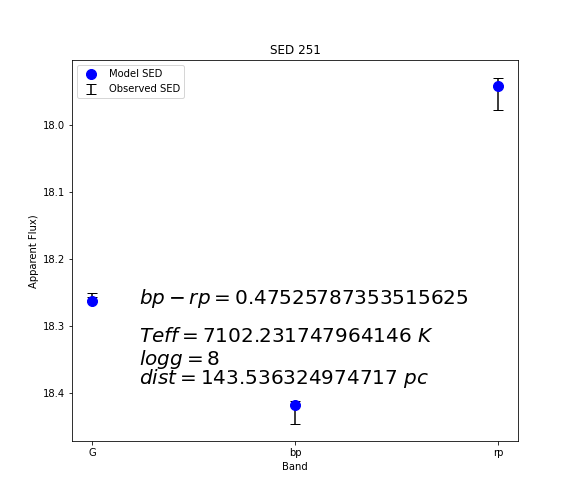 SED 251
Model SED
Observed SED
18.0
18.1
18.2
18.3
18.4
Apparent Flux)
bp − rp = 0.47525787353515625
Teff = 7102.231747964146 K
logg = 8
dist = 143.536324974717 pc
G
bp
rp
Band